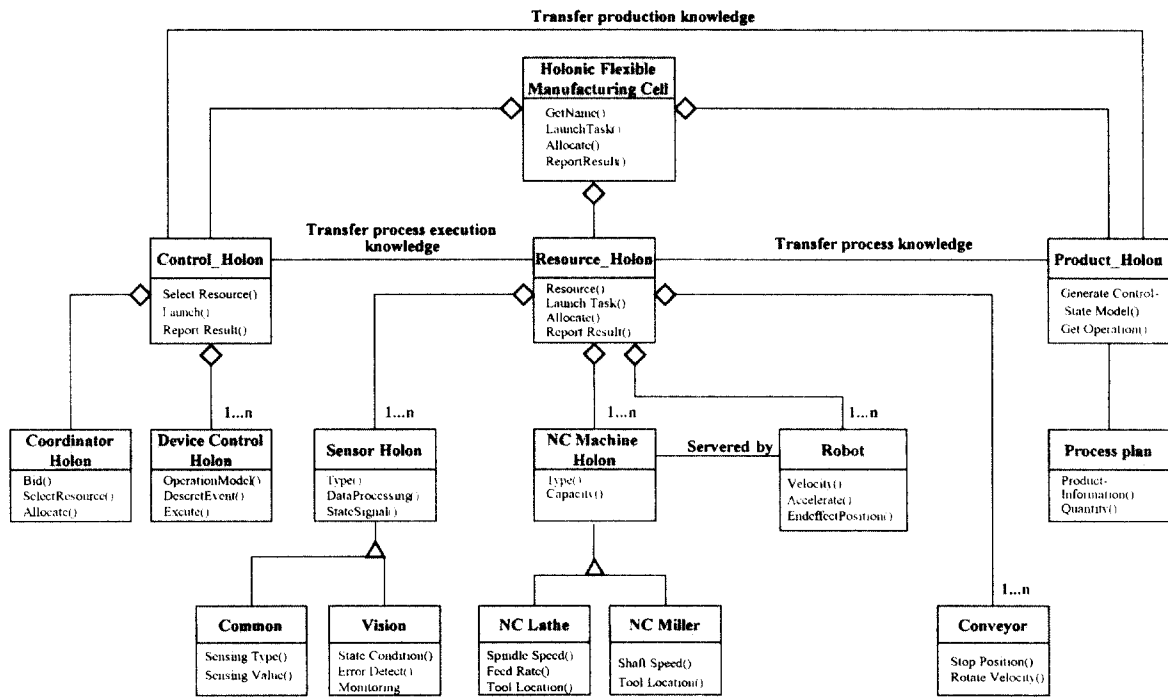 Transfer production knowledge
Holonic Flexible
Manufacturing Cell
GetName()
LaunchTask()
Allocate()
ReportResult()
Transfer process execution
knowledge
Transfer process knowledge
Control_Holon
Select Resource()
Launch()
Report Result()
Resource_Holon
Resource()
Launch Task()
Allocate()
Report Result()
Product_Holon
Generate Control-
State Model()
Get Operation()
1...n
1...n
1...n
1...n
Coordinator
Holon
Bid()
SelectResource()
Allocate()
Device Control
Holon
OperationModel()
DescretEvent()
Excute()
Sensor Holon
Type()
DataProcessing()
StateSignal()
NC Machine
Holon
Type()
Capacity()
Servered by
Robot
Velocity()
Accelerate()
EndeffectPosition()
Process plan
Product-
Information()
Quantity()
1...n
Common
Sensing Type()
Sensing Value()
Vision
State Condition()
Error Detect()
Monitoring
NC Lathe
Spindle Speed()
Feed Rate()
Tool Location()
NC Miller
Shaft Speed()
Tool Location()
Conveyor
Stop Position()
Rotate Velocity()